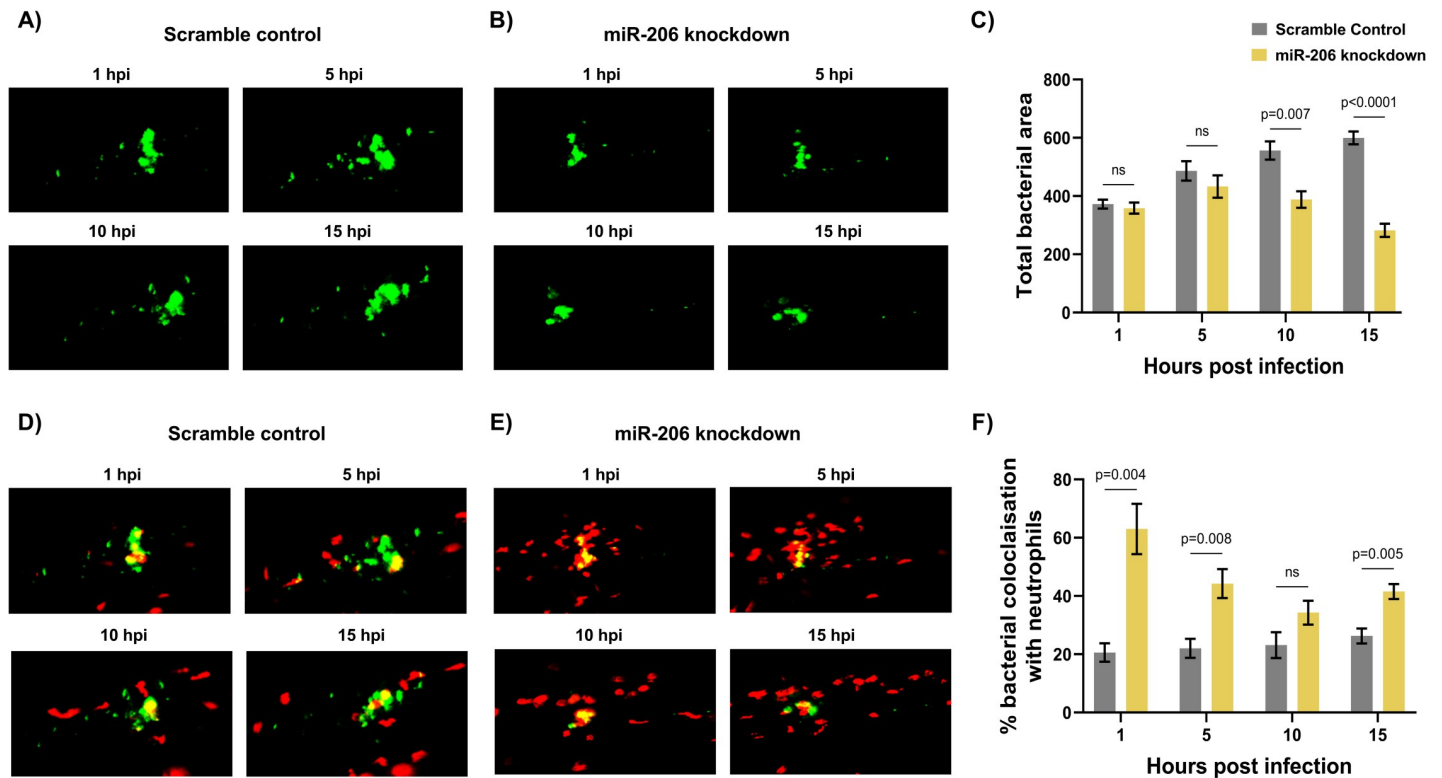 A)
Scramble control
1 hpi
5 hpi
10 hpi
15 hpi
B)
miR-206 knockdown
1 hpi
5 hpi
10 hpi
15 hpi
C)
Scramble Control
miR-206 knockdown
800
600
400
200
0
Total bacterial area
ns
ns
p=0.007
p<0.0001
1
5
10
15
Hours post infection
D)
Scramble control
1 hpi
5 hpi
10 hpi
15 hpi
E)
miR-206 knockdown
1 hpi
5 hpi
10 hpi
15 hpi
F)
% bacterial coloclaisation
with neutrophils
80
60
40
20
0
p=0.004
p=0.008
ns
p=0.005
1
5
10
15
Hours post infection